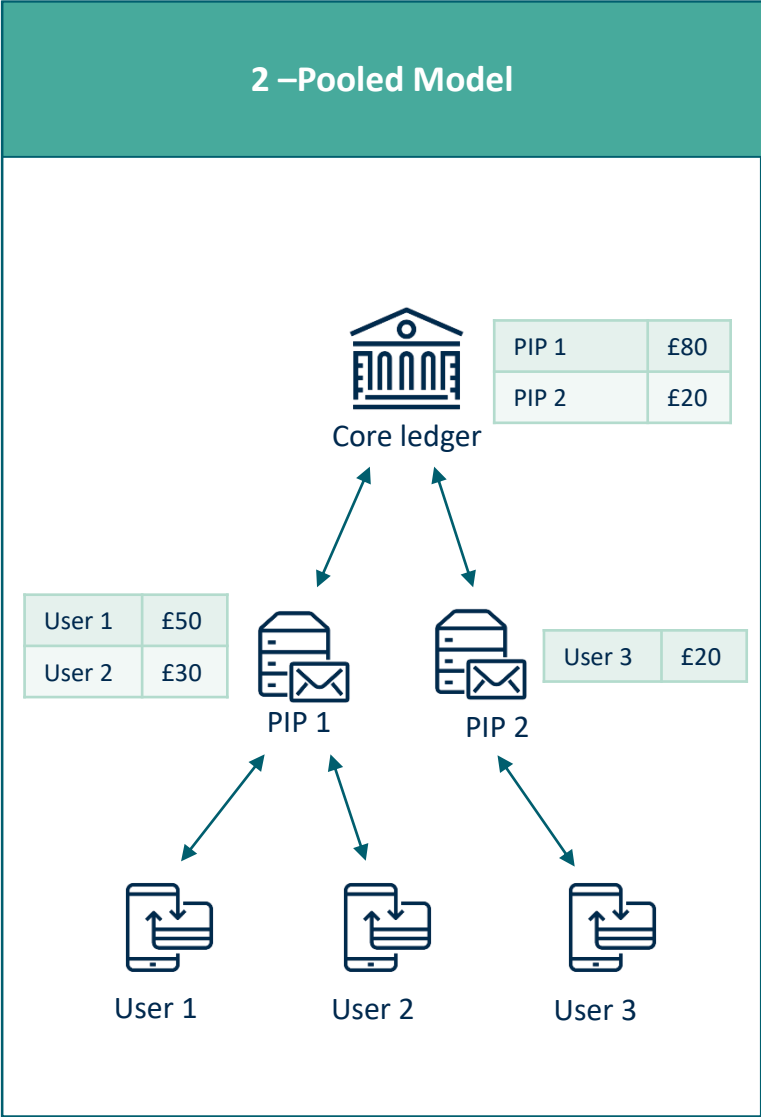 2 –Pooled Model
PIP 1 £80
PIP 2 £20
Core ledger
User 1 £50
User 2 £30
User 3 £20
PIP 1
PIP 2
User 1
User 2
User 3